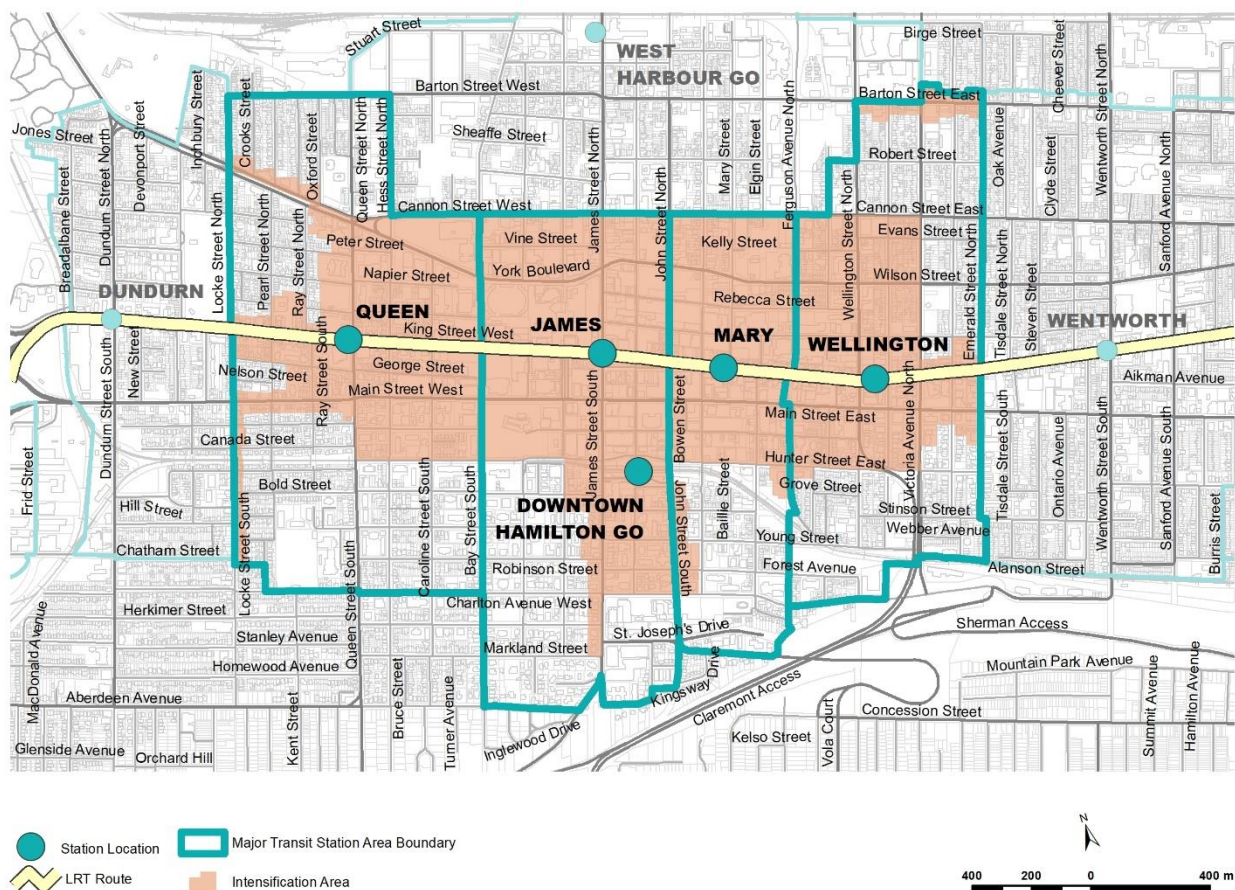 Stuart Street
WEST
HARBOUR GO
Birge Street
Cheever Street
Wentworth Street North
Barton Street West
Barton Street East
Jones Street
Inchbury Street
Crooks Street
Devonport Street
Dundurn Street North
Breadalbane Street
Oxford Street
Queen Street North
Hess Street North
Sheaffe Street
James Street North
Mary Street
Elgin Street
Ferguson Avenue North
Robert Street
Oak Avenue
Clyde Street
Sanford Avenue North
Locke Street North
Pearl Street North
Ray Street North
Cannon Street West
Cannon Street East
Peter Street
Vine Street
John Street North
Kelly Street
Wellington Street North
Evans Street
Emerald Street North
Napier Street
York Boulevard
Rebecca Street
Wilson Street
Tisdale Street North
Steven Street
DUNDURN
QUEEN
JAMES
MARY
WELLINGTON
WENTWORTH
King Street West
New Street
Dundurn Street South
Nelson Street
Ray Street South
George Street
Main Street West
Main Street East
Aikman Avenue
Canada Street
James Street South
Bowen Street
Hunter Street East
Victoria Avenue North
Tisdale Street South
Ontario Avenue
Wentworth Street South
Sanford Avenue South
Frid Street
Bold Street
Hill Street
Locke Street South
Caroline Street South
Bay Street South
DOWNTOWN
HAMILTON GO
John Street South
Baillie Street
Grove Street
Stinson Street
Webber Avenue
Young Street
Burris Street
Chatham Street
Queen Street South
Robinson Street
Forest Avenue
Alanson Street
Herkimer Street
Charlton Avenue West
MacDonald Avenue
Stanley Avenue
St. Joseph's Drive
Sherman Access
Homewood Avenue
Markland Street
Mountain Park Avenue
Aberdeen Avenue
Kent Street
Bruce Street
Turner Avenue
Kingsway Drive
Claremont Access
Concession Street
Summit Avenue
Hamilton Avenue
Glenside Avenue
Orchard Hill
Inglewood Drive
Kelso Street
Viola Court
Station Location
Major Transit Station Area Boundary
N
LRT Route
Intensification Area
400 200 0 400 m